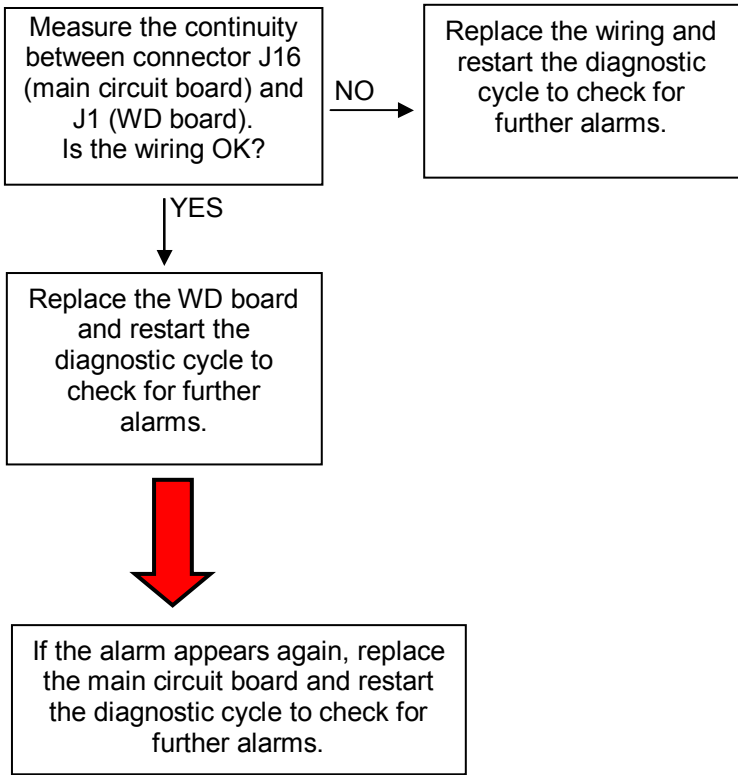 Measure the continuity
between connector J16
(main circuit board) and
J1 (WD board).
Is the wiring OK?
NO
Replace the wiring and
restart the diagnostic
cycle to check for
further alarms.
YES
Replace the WD board
and restart the
diagnostic cycle to
check for further
alarms.
If the alarm appears again, replace
the main circuit board and restart
the diagnostic cycle to check for
further alarms.